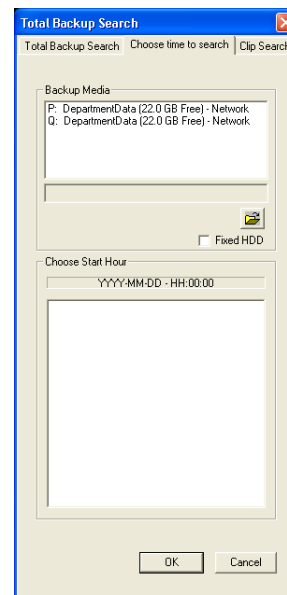 Total Backup Search
Total Backup Search Choose time to search Clip Search
Backup Media
P: DepartmentData (22.0 GB Free) - Network
Q: DepartmentData (22.0 GB Free) - Network
Fixed HDD
Choose Start Hour
YYYY-MM-DD - HH:00:00
OK Cancel